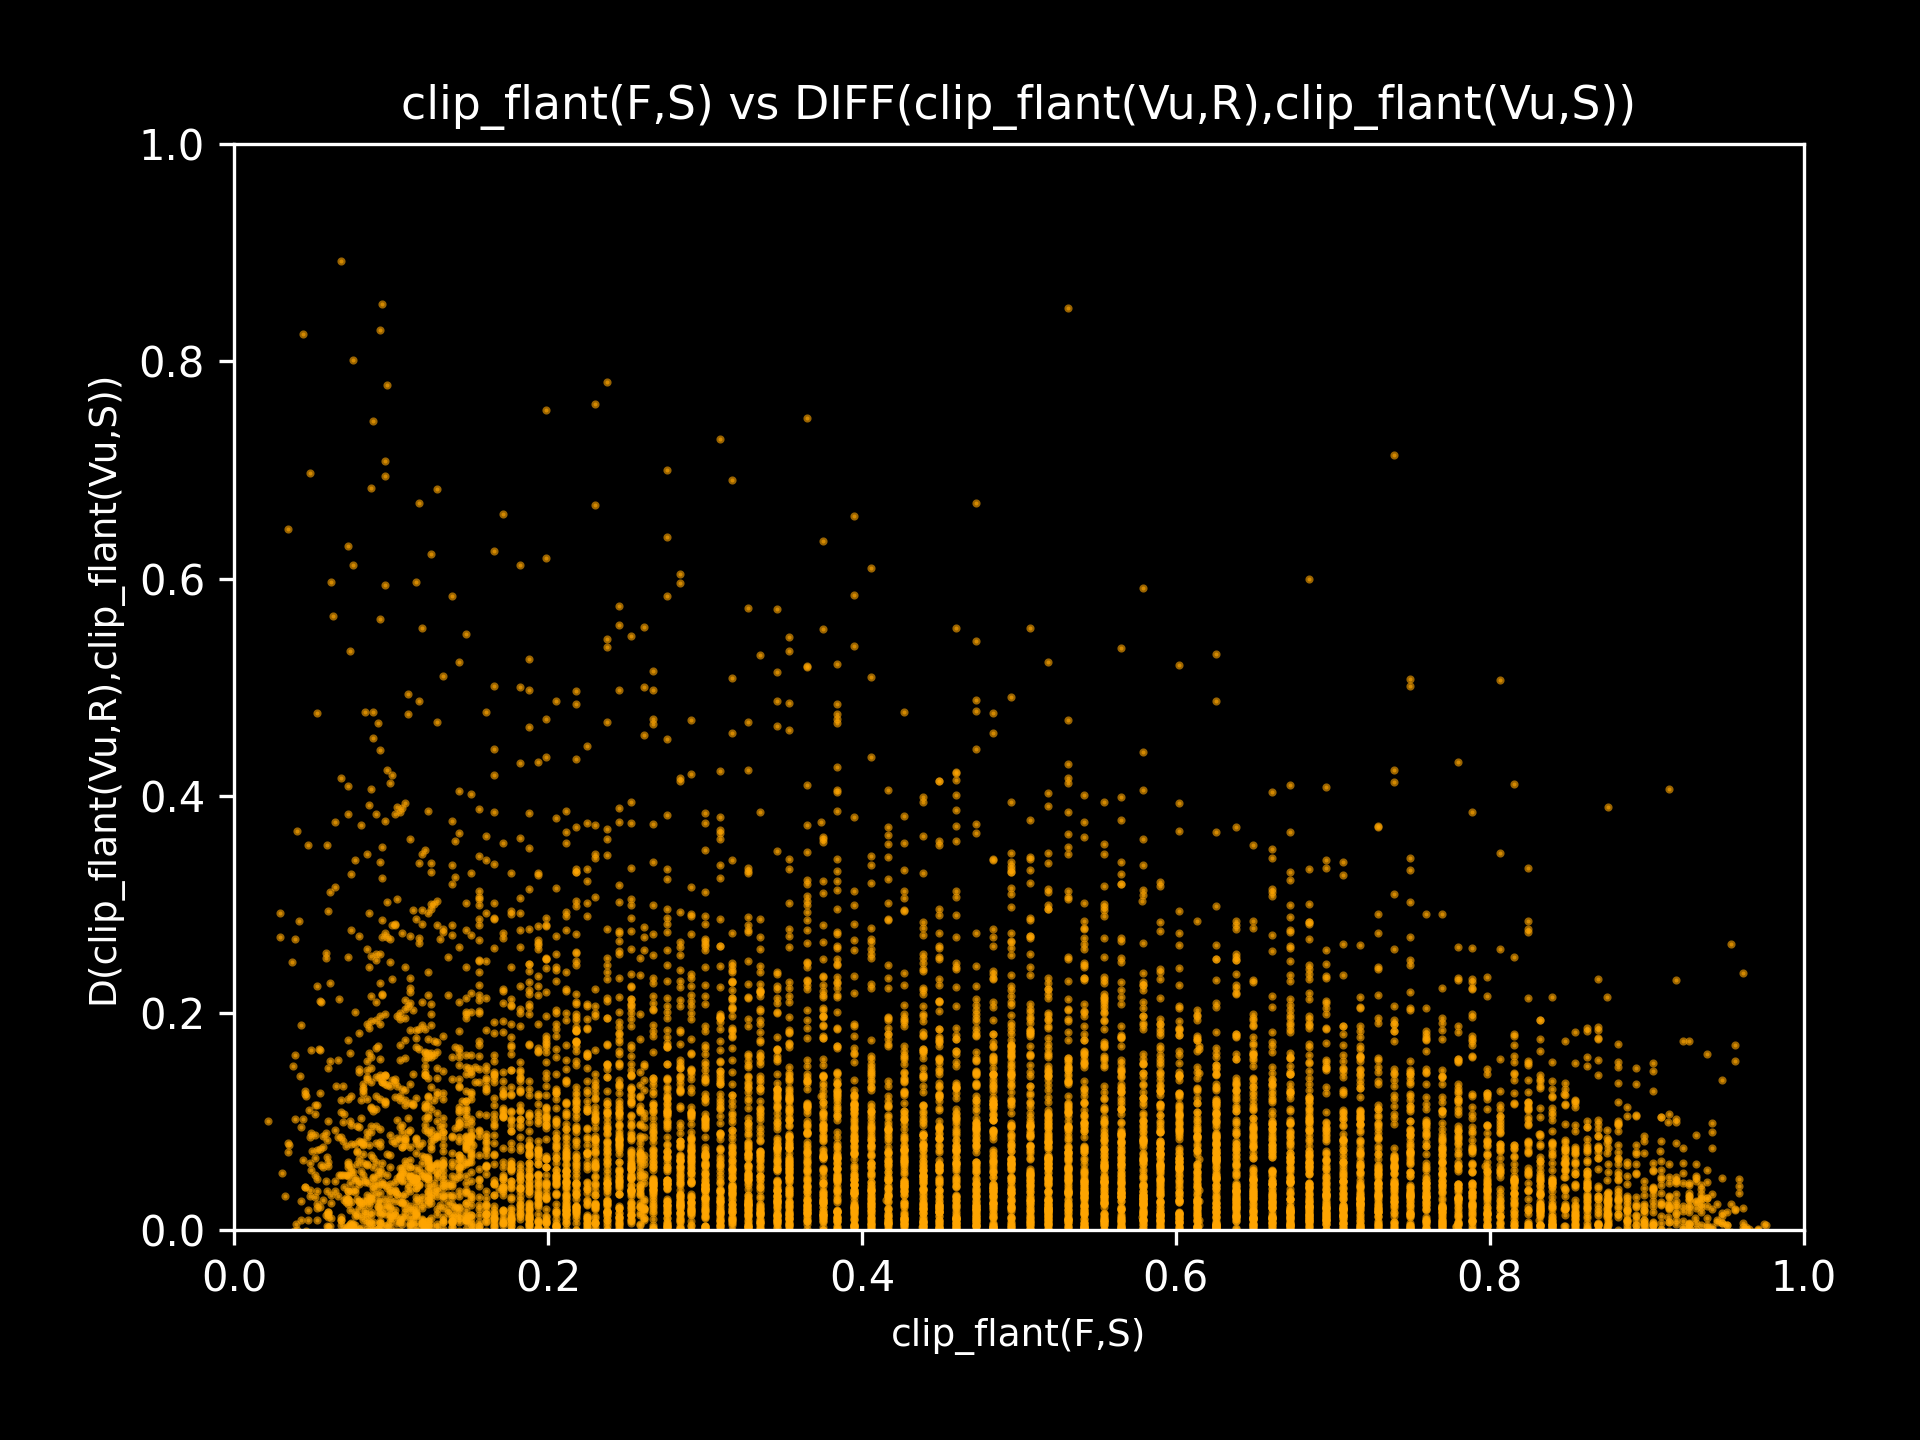 clip_flant(F,S) vs DIFF(clip_flant(Vu,R),clip_flant(Vu,S))
D(clip_flant(Vu,R),clip_flant(Vu,S))
1.0
0.8
0.6
0.4
0.2
0.0
0.0 0.2 0.4 0.6 0.8 1.0
clip_flant(F,S)